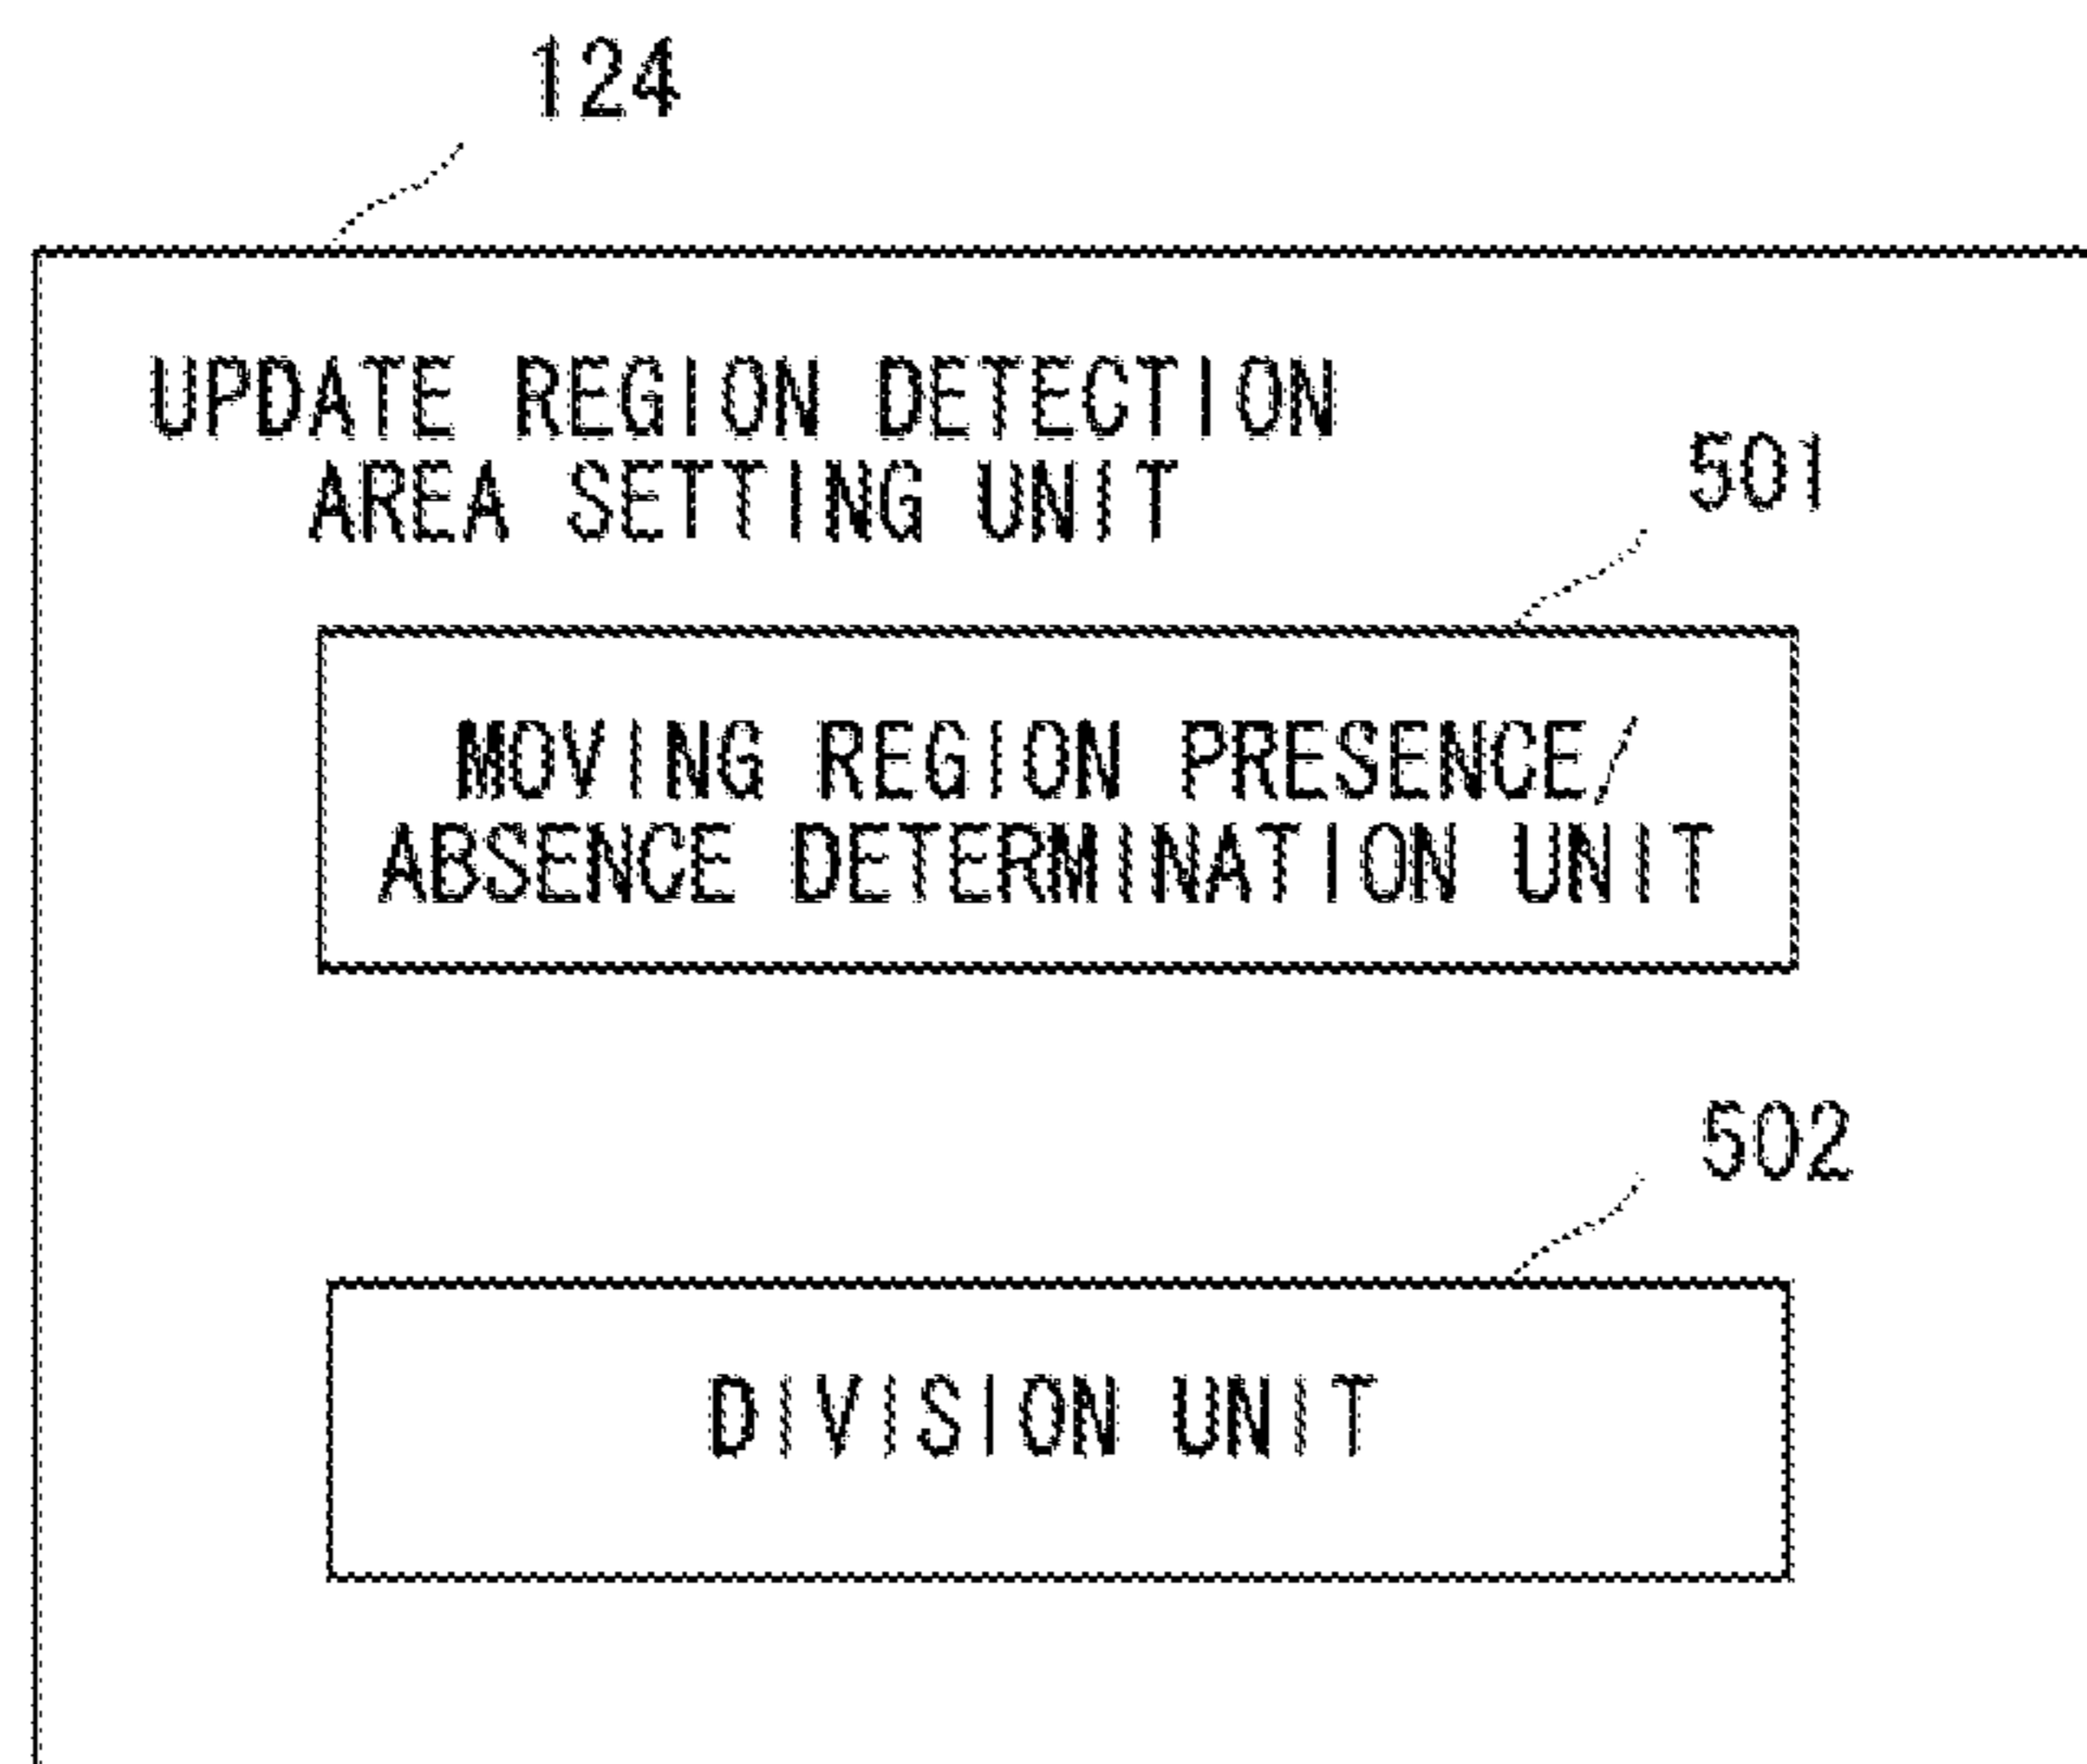 124
UPDATE REGION DETECTION
AREA SETTING UNIT
501
MOVING REGION PRESENCE/
ABSENCE DETERMINATION UNIT
502
DIVISION UNIT